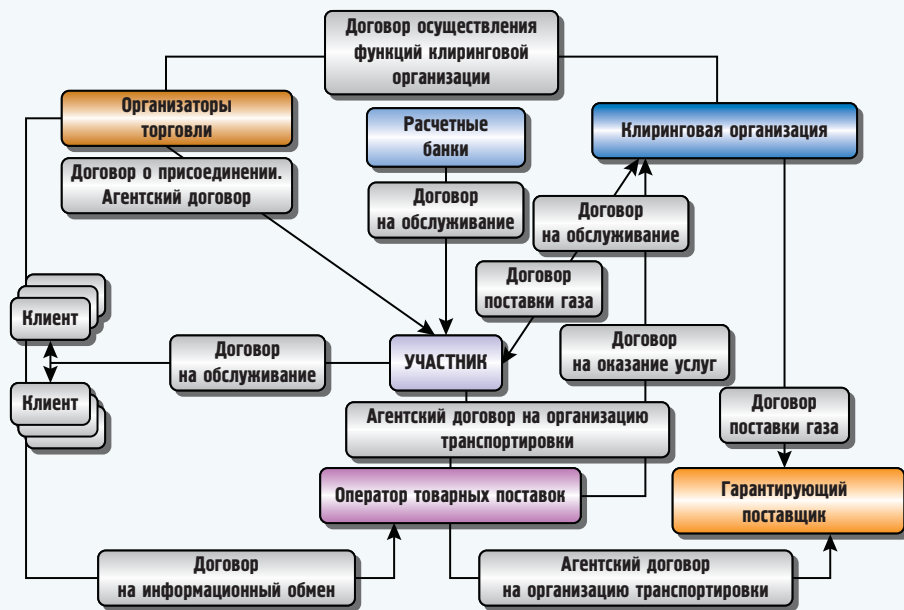 Договор осуществления
функций клиринговой
организации
Организаторы
торговли
Расчетные
банки
Клиринговая организация
Договор о присоединении.
Агентский договор
Договор
на обслуживание
Договор
на обслуживание
Договор
поставки газа
Клиент
УЧАСТНИК
Договор
на обслуживание
Договор
на оказание услуг
Клиент
Агентский договор на организацию
транспортировки
Договор
поставки газа
Оператор товарных поставок
Гарантирующий
поставщик
Договор
на информационный обмен
Агентский договор
на организацию транспортировки